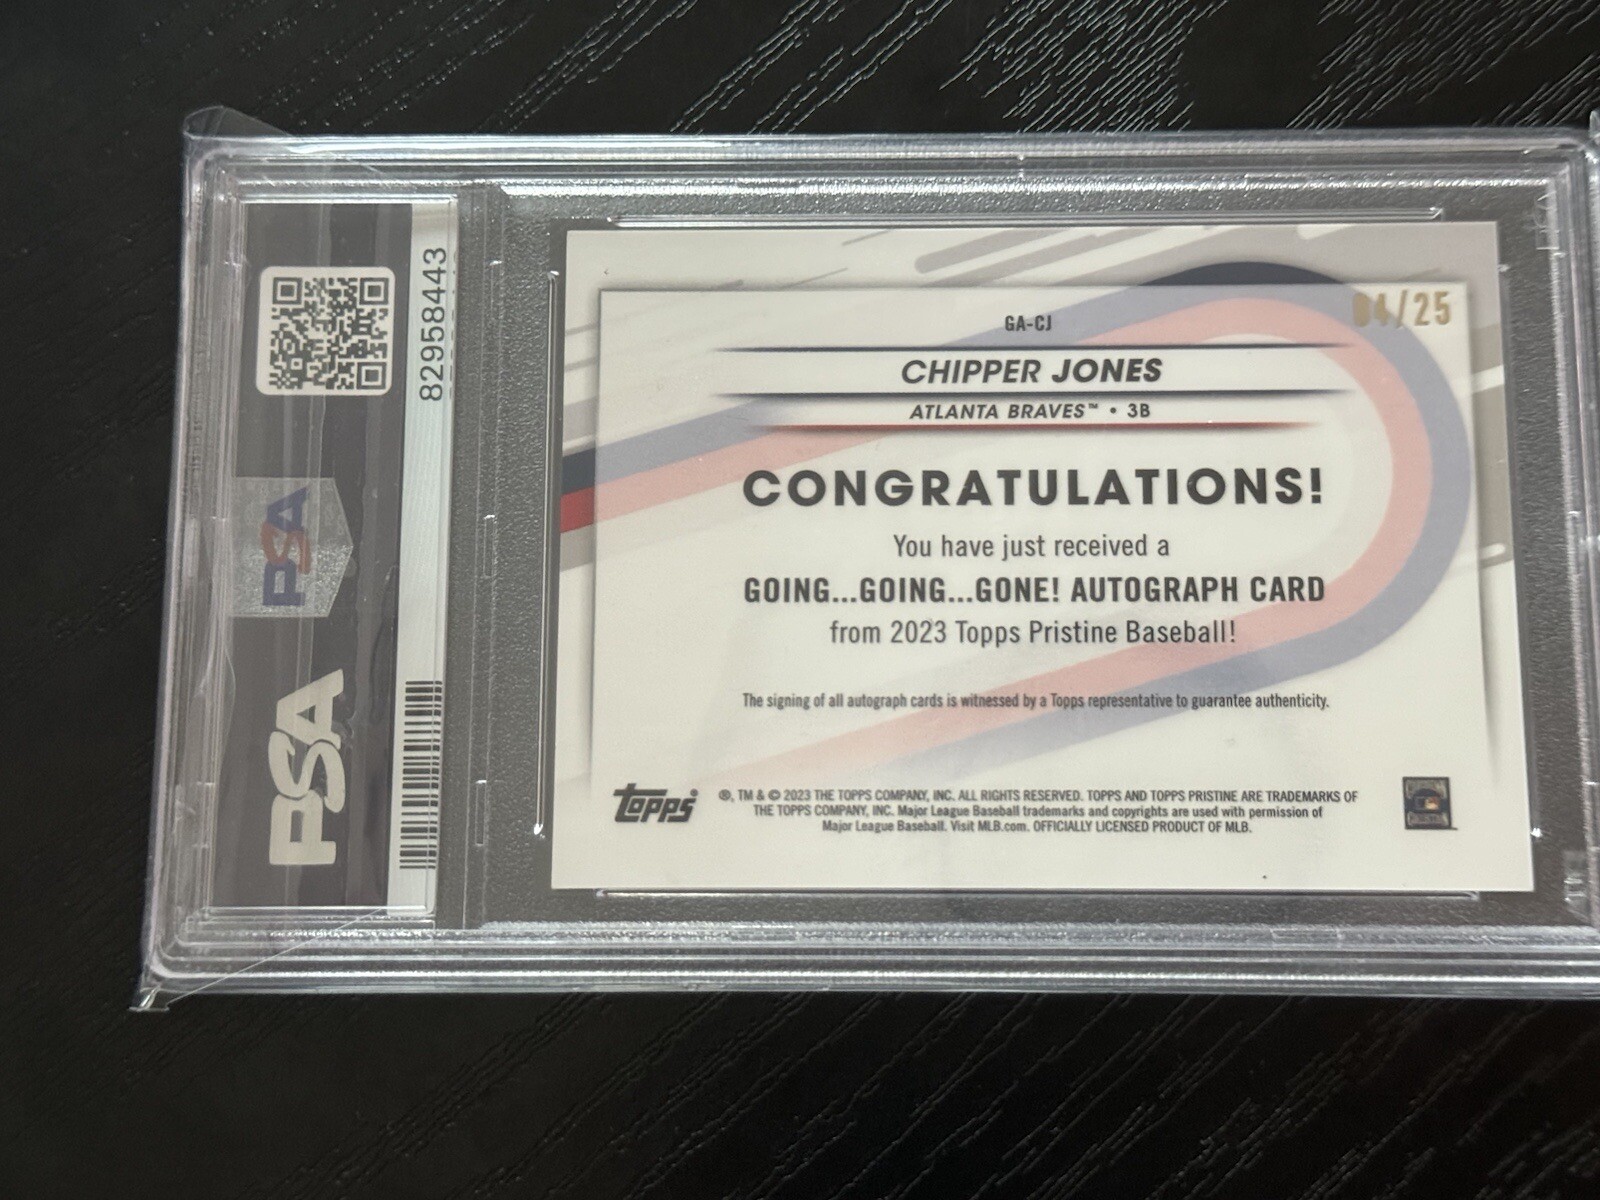 82958443
PSA
PSA
04/25
GA-CJ
CHIPPER JONES
ATLANTA BRAVES™ • 3B
CONGRATULATIONS!
You have just received a
GOING...GOING...GONE! AUTOGRAPH CARD
from 2023 Topps Pristine Baseball!
The signing of all autograph cards is witnessed by a Topps representative to guarantee authenticity.
topps
®, TM & © 2023 THE TOPPS COMPANY, INC. ALL RIGHTS RESERVED. TOPPS AND TOPPS PRISTINE ARE TRADEMARKS OF
THE TOPPS COMPANY, INC. Major League Baseball trademarks and copyrights are used with permission of
Major League Baseball. Visit MLB.com. OFFICIALLY LICENSED PRODUCT OF MLB.